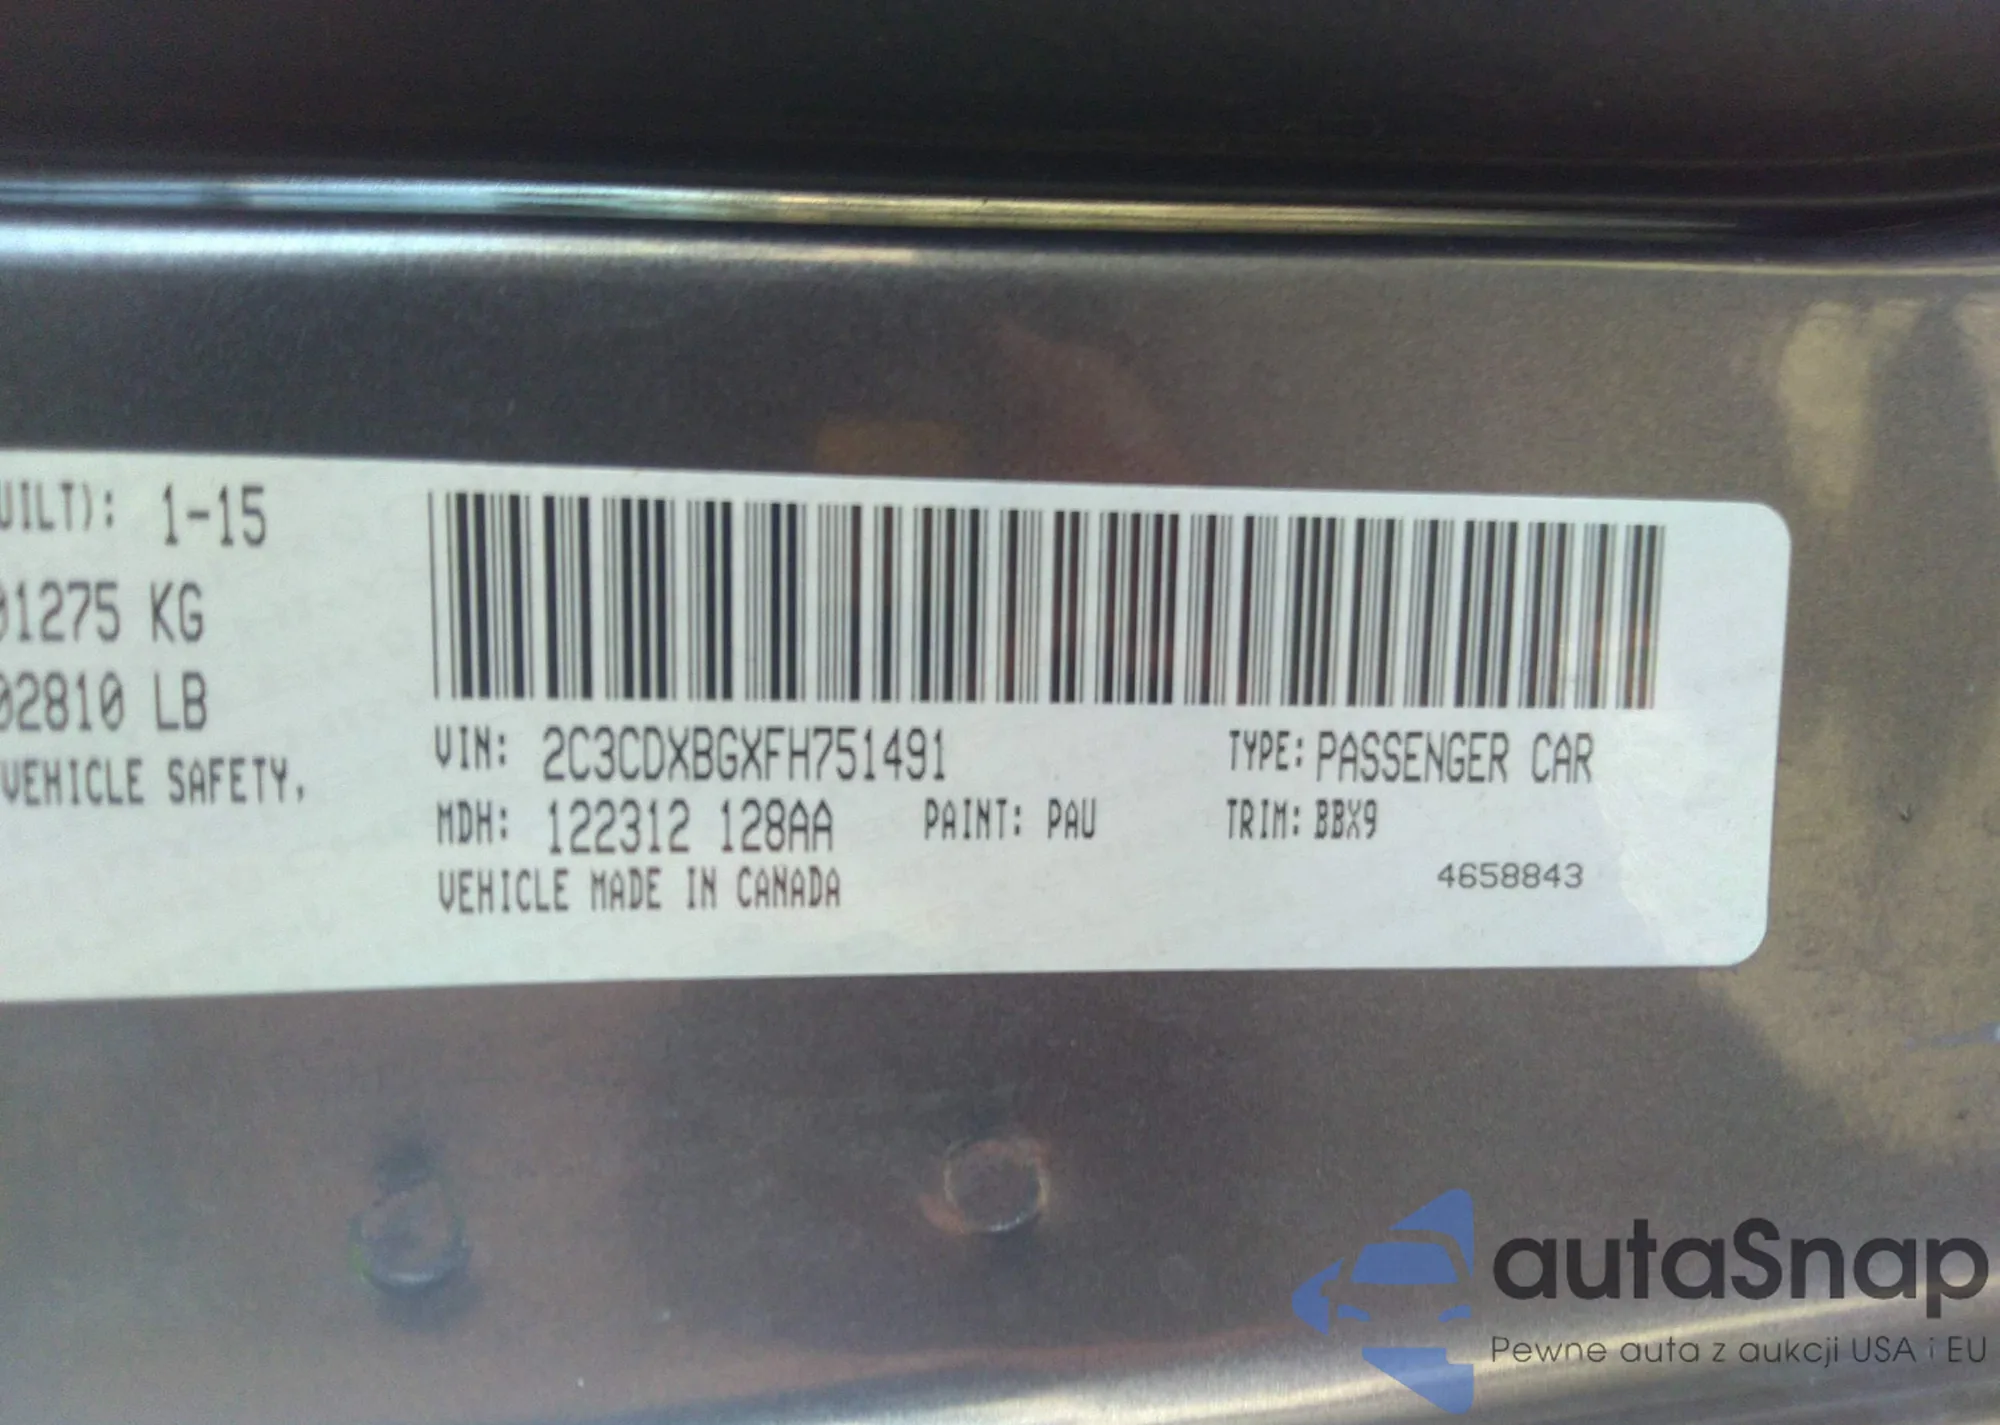 UILT): 1-15
01275 KG
02810 LB
VEHICLE SAFETY,
VIN: 2C3CDXBGXFH751491
TYPE: PASSENGER CAR
MDH: 122312 128AA
PAINT: PAU
TRIM: BBX9
VEHICLE MADE IN CANADA
4658843
autaSnap
Pewne auta z aukcji USA i EU